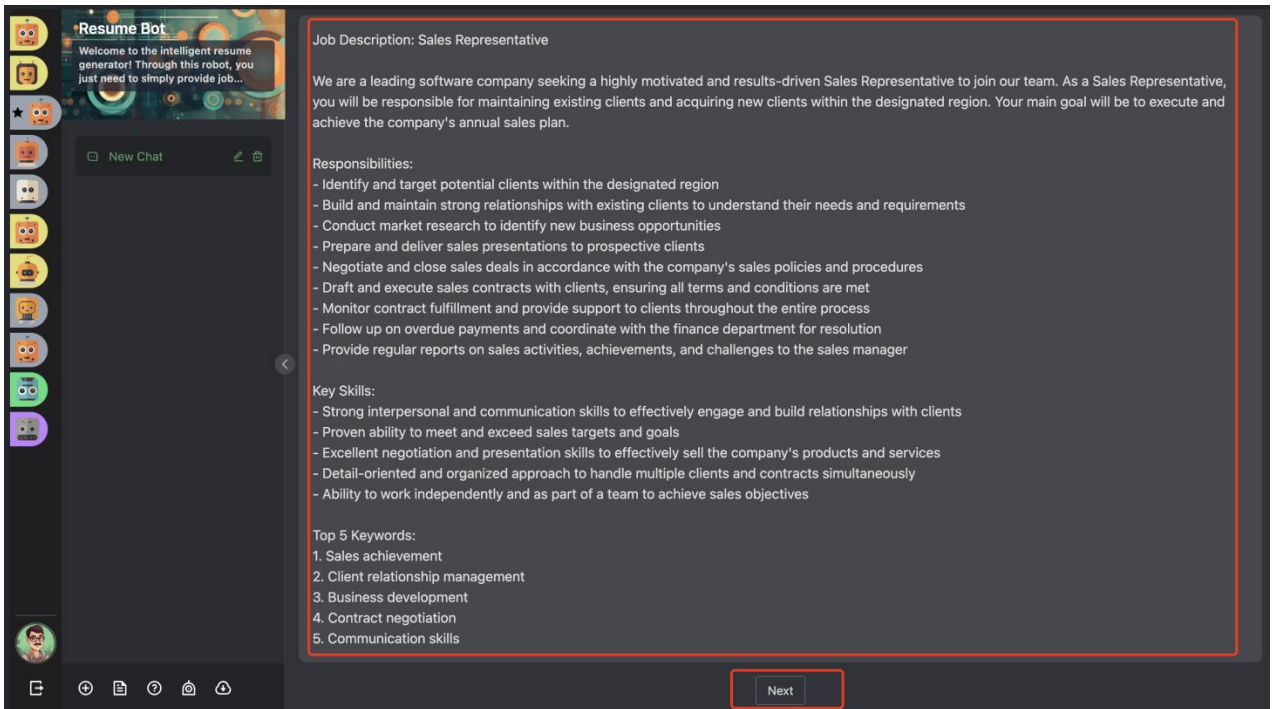 Resume Bot
Welcome to the intelligent resume
generator! Through this robot, you
just need to simply provide job...
New Chat
Job Description: Sales Representative
We are a leading software company seeking a highly motivated and results-driven Sales Representative to join our team. As a Sales Representative,
you will be responsible for maintaining existing clients and acquiring new clients within the designated region. Your main goal will be to execute and
achieve the company's annual sales plan.
Responsibilities:
- Identify and target potential clients within the designated region
- Build and maintain strong relationships with existing clients to understand their needs and requirements
- Conduct market research to identify new business opportunities
- Prepare and deliver sales presentations to prospective clients
- Negotiate and close sales deals in accordance with the company's sales policies and procedures
- Draft and execute sales contracts with clients, ensuring all terms and conditions are met
- Monitor contract fulfillment and provide support to clients throughout the entire process
- Follow up on overdue payments and coordinate with the finance department for resolution
- Provide regular reports on sales activities, achievements, and challenges to the sales manager
Key Skills:
- Strong interpersonal and communication skills to effectively engage and build relationships with clients
- Proven ability to meet and exceed sales targets and goals
- Excellent negotiation and presentation skills to effectively sell the company's products and services
- Detail-oriented and organized approach to handle multiple clients and contracts simultaneously
- Ability to work independently and as part of a team to achieve sales objectives
Top 5 Keywords:
1. Sales achievement
2. Client relationship management
3. Business development
4. Contract negotiation
5. Communication skills
Next